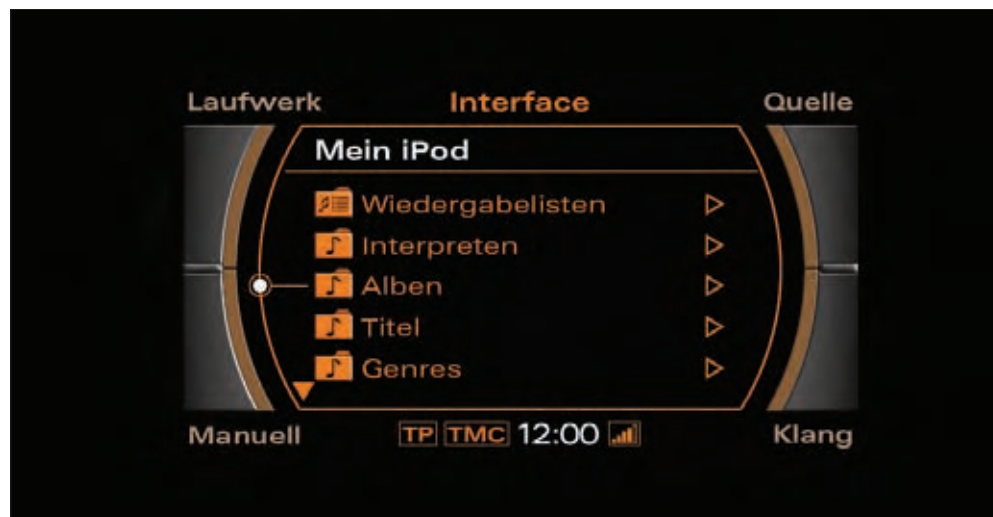 Laufwerk Interface Quelle
Mein iPod
Wiedergabelisten
Interpreten
Alben
Titel
Genres
Manuell TP TMC 12:00 Klang